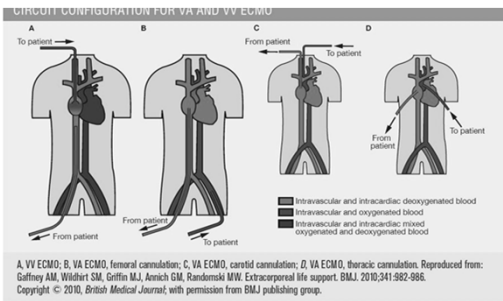 CIRCUIT CONFIGURATION FOR VA AND VV ECMO
A
B
C
D
To patient
From patient
To patient
From patient
To patient
From patient
From patient
To patient
Intravascular and intracardiac deoxygenated blood
Intravascular and oxygenated blood
Intravascular and intracardiac mixed
oxygenated and deoxygenated blood
A, VV ECMO; B, VA ECMO, femoral cannulation; C, VA ECMO, carotid cannulation; D, VA ECMO, thoracic cannulation. Reproduced from:
Gaffney AM, Wildhirt SM, Griffin MJ, Annich GM, Radomski MW. Extracorporeal life support. BMJ. 2010;341:982-986.
Copyright © 2010, British Medical Journal; with permission from BMJ publishing group.